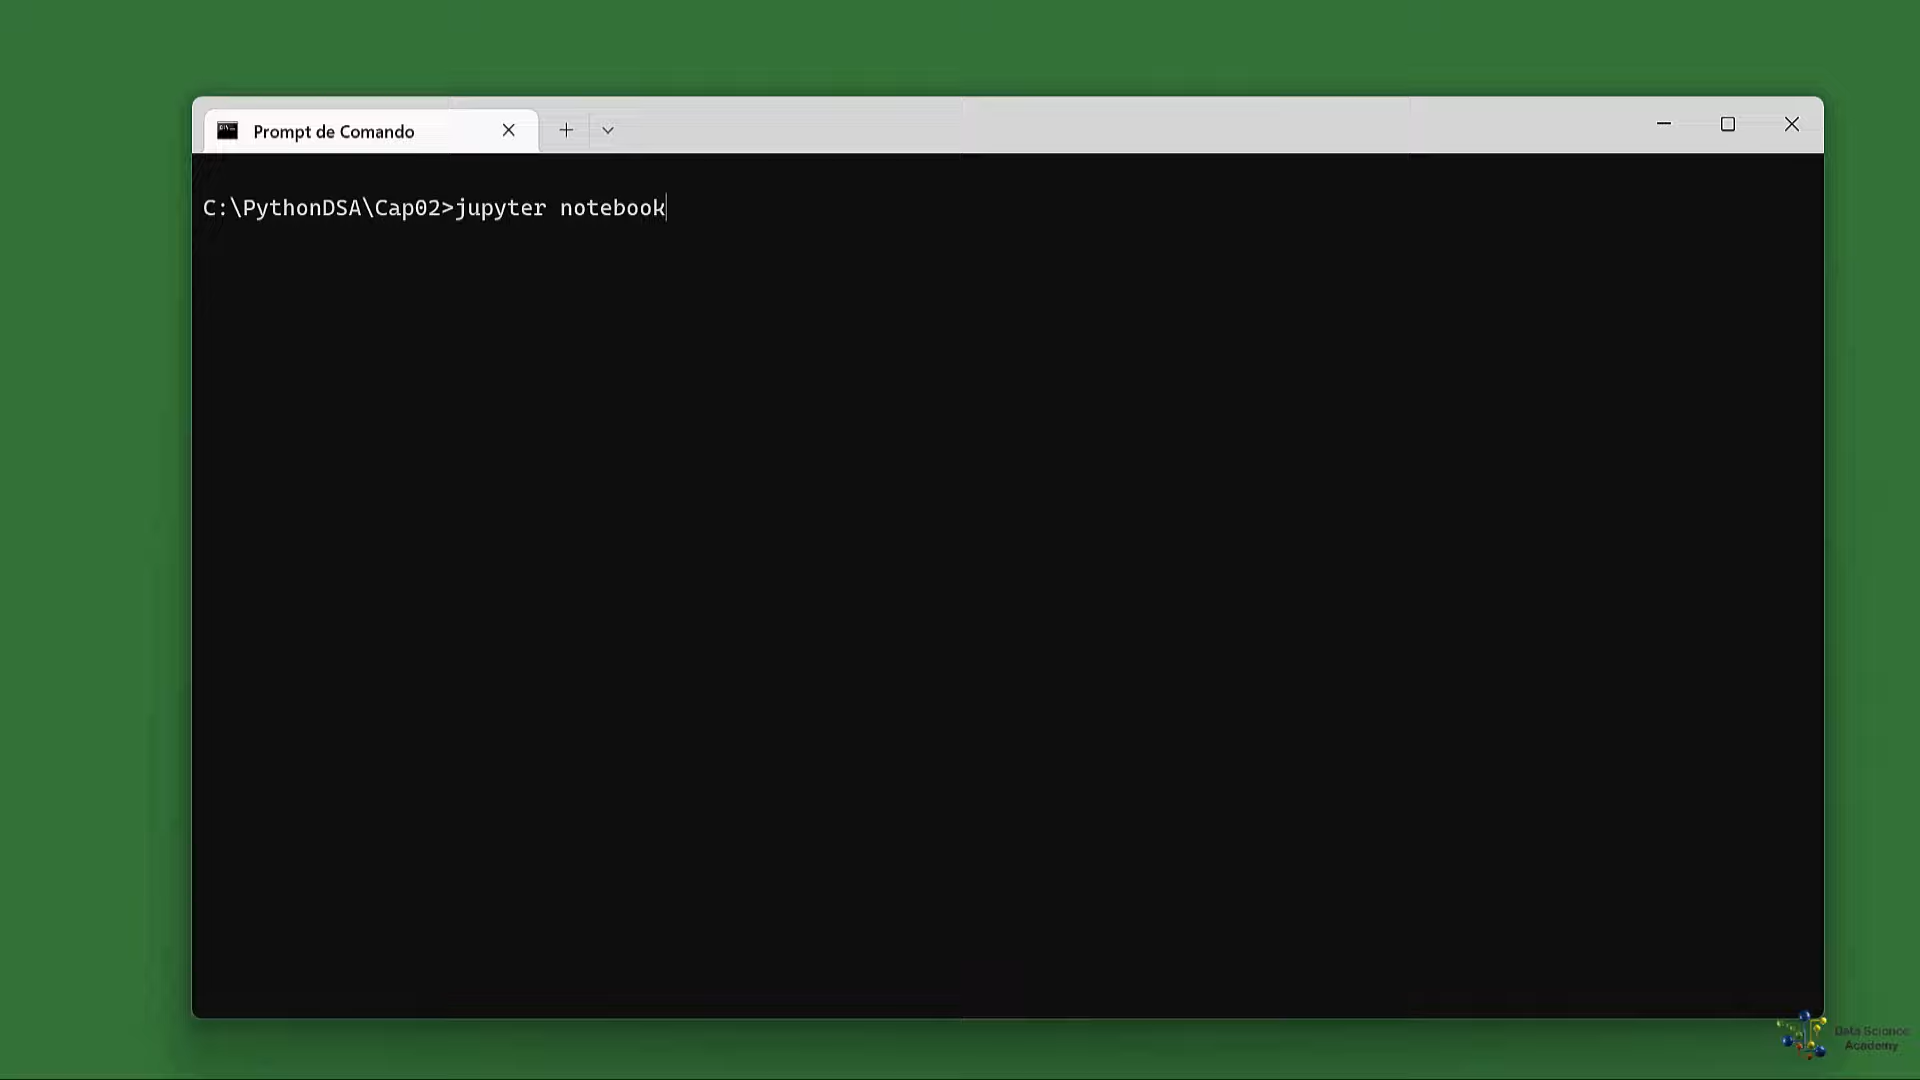 Prompt de Comando
C:\PythonDSA\Cap02>jupyter notebook
Data Science
Academy